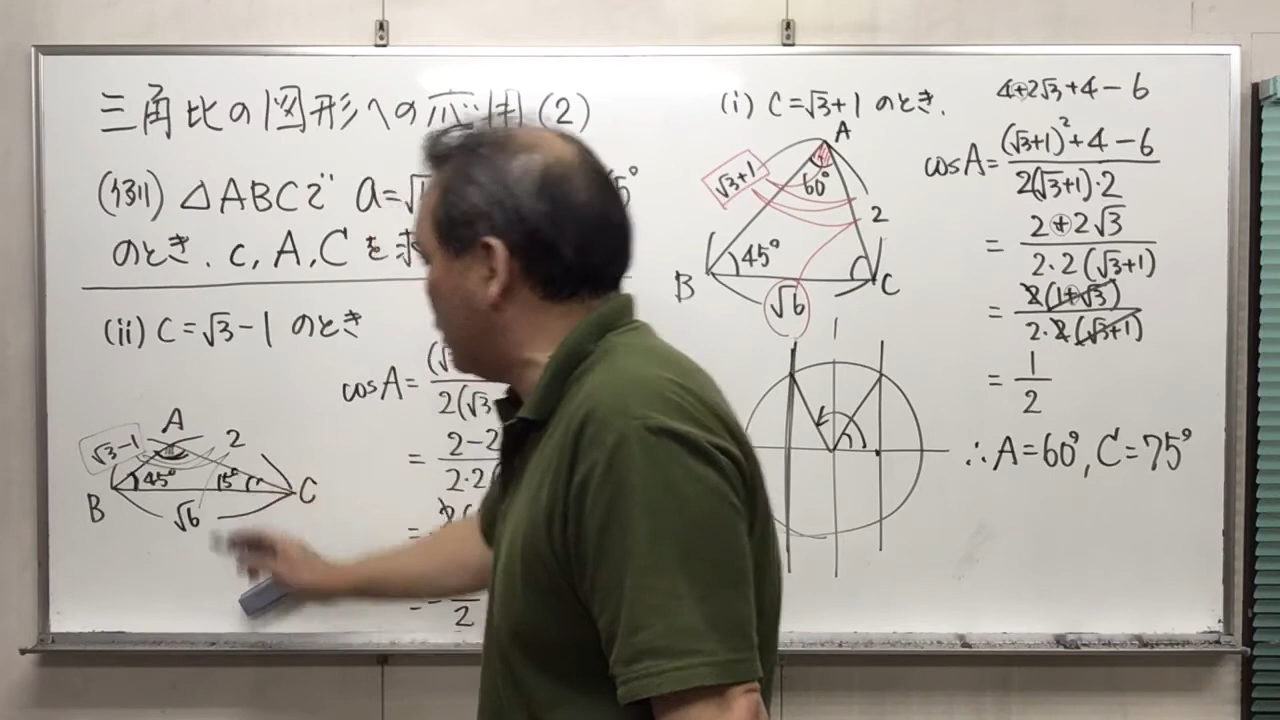 三角比の図形への応用(2)
(例) △ABCで a=√
のとき、c, A, C を求
(ii) C=√3-1 のとき
cosA=
2(√3
= 2-2
2·2
=
= -
2
A
√3-1
2
45°
15°
B
C
√6
(i) C=√3+1 のとき.
A
√3+1
60°
2
45°
B
C
√6
1
4+2√3+4-6
cosA= (√3+1)²+4-6
2(√3+1)·2
= 2+2√3
2·2(√3+1)
= 2(1+√3)
2·2(√3+1)
= 1
2
∴A=60°, C=75°